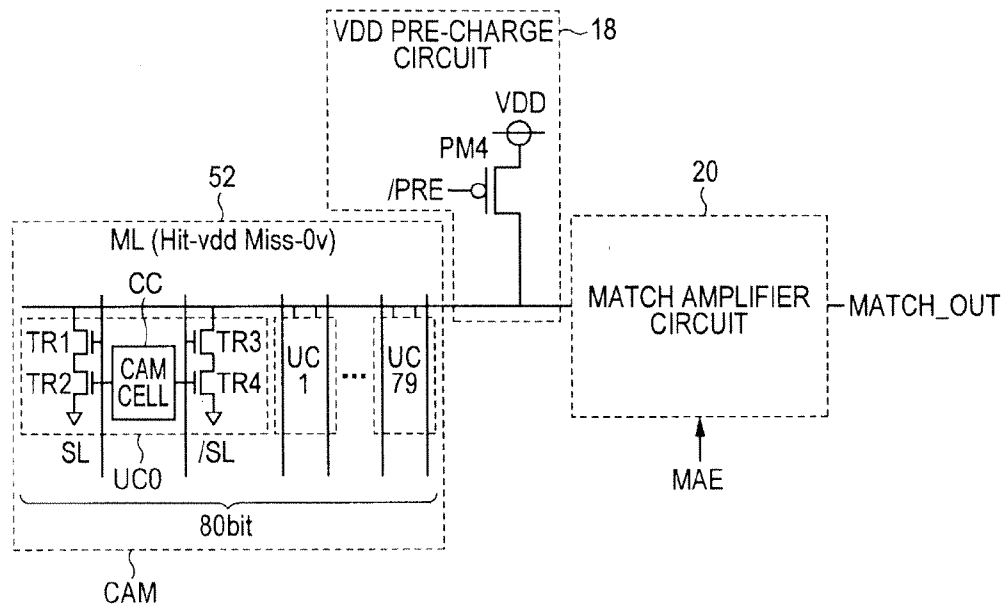 VDD PRE-CHARGE
CIRCUIT
18
VDD
PM4
/PRE
52
20
ML (Hit-vdd Miss-0v)
CC
MATCH AMPLIFIER
CIRCUIT
MATCH_OUT
TR1
TR2
CAM
CELL
TR3
TR4
UC
1
...
UC
79
SL
/SL
UC0
MAE
80bit
CAM